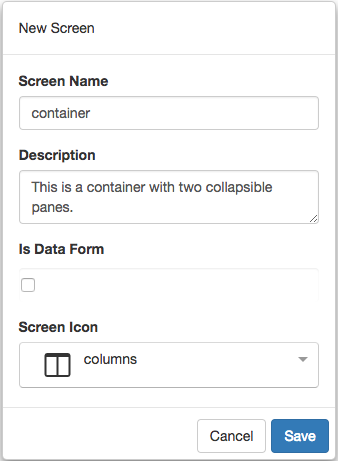 New Screen
Screen Name
container
Description
This is a container with two collapsible
panes.
Is Data Form
Screen Icon
columns
Cancel Save